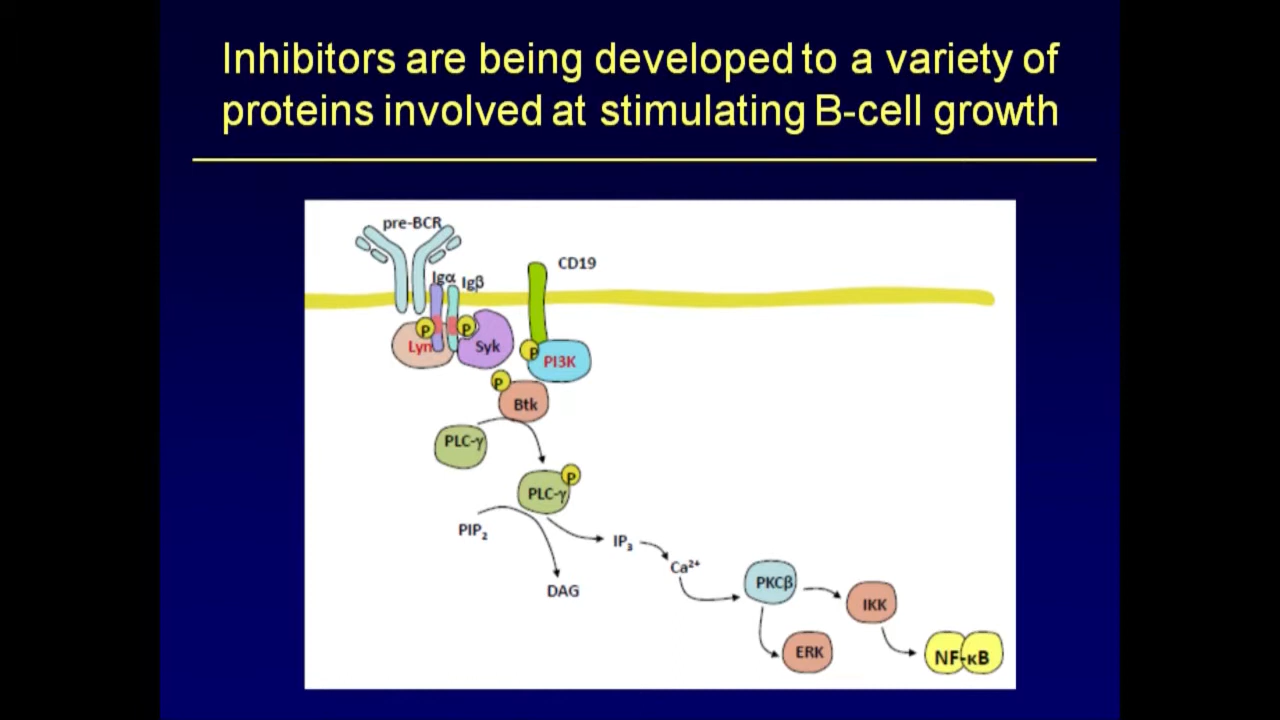 Inhibitors are being developed to a variety of
proteins involved at stimulating B-cell growth
pre-BCR
CD19
Igα Igβ
P
P
Lyn
Syk
P
PI3K
P
Btk
PLC-γ
P
PLC-γ
PIP₂
IP₃
Ca²⁺
DAG
PKCβ
IKK
ERK
NF-κB